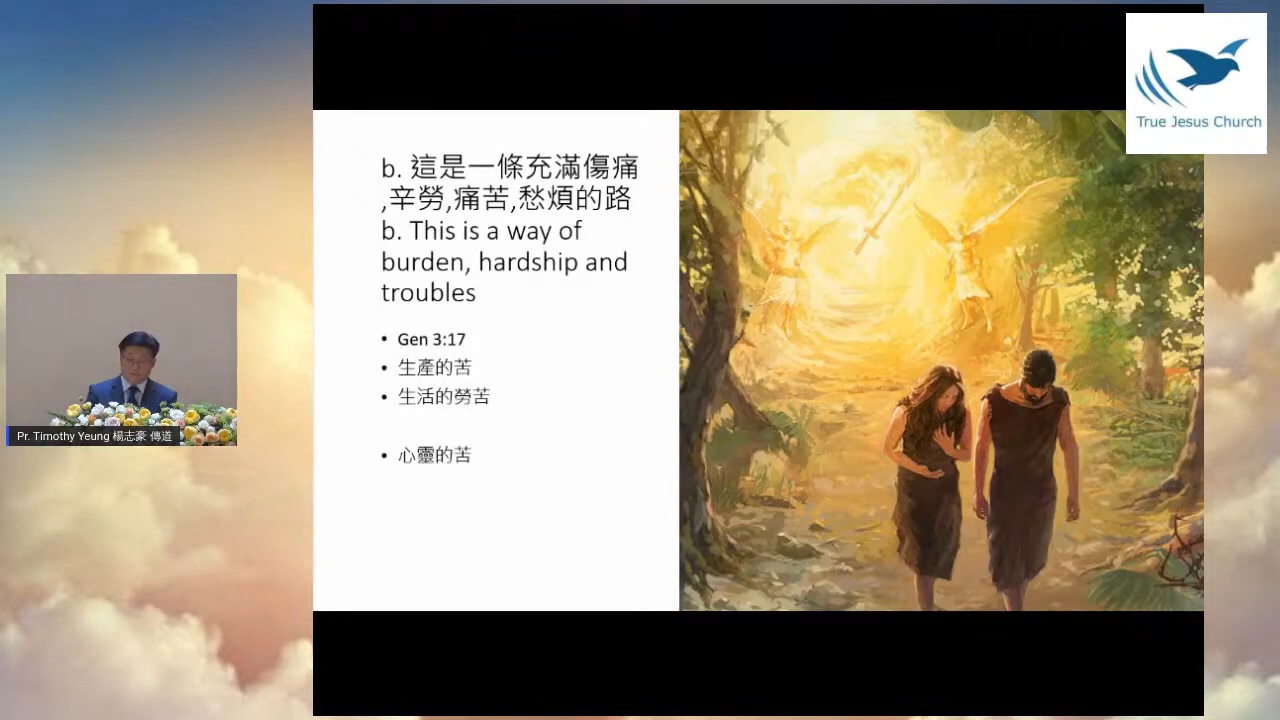 b. 這是一條充滿傷痛
,辛勞,痛苦,愁煩的路
b. This is a way of
burden, hardship and
troubles
• Gen 3:17
• 生產的苦
• 生活的勞苦
• 心靈的苦
Pr. Timothy Yeung 楊志豪 傳道
True Jesus Church